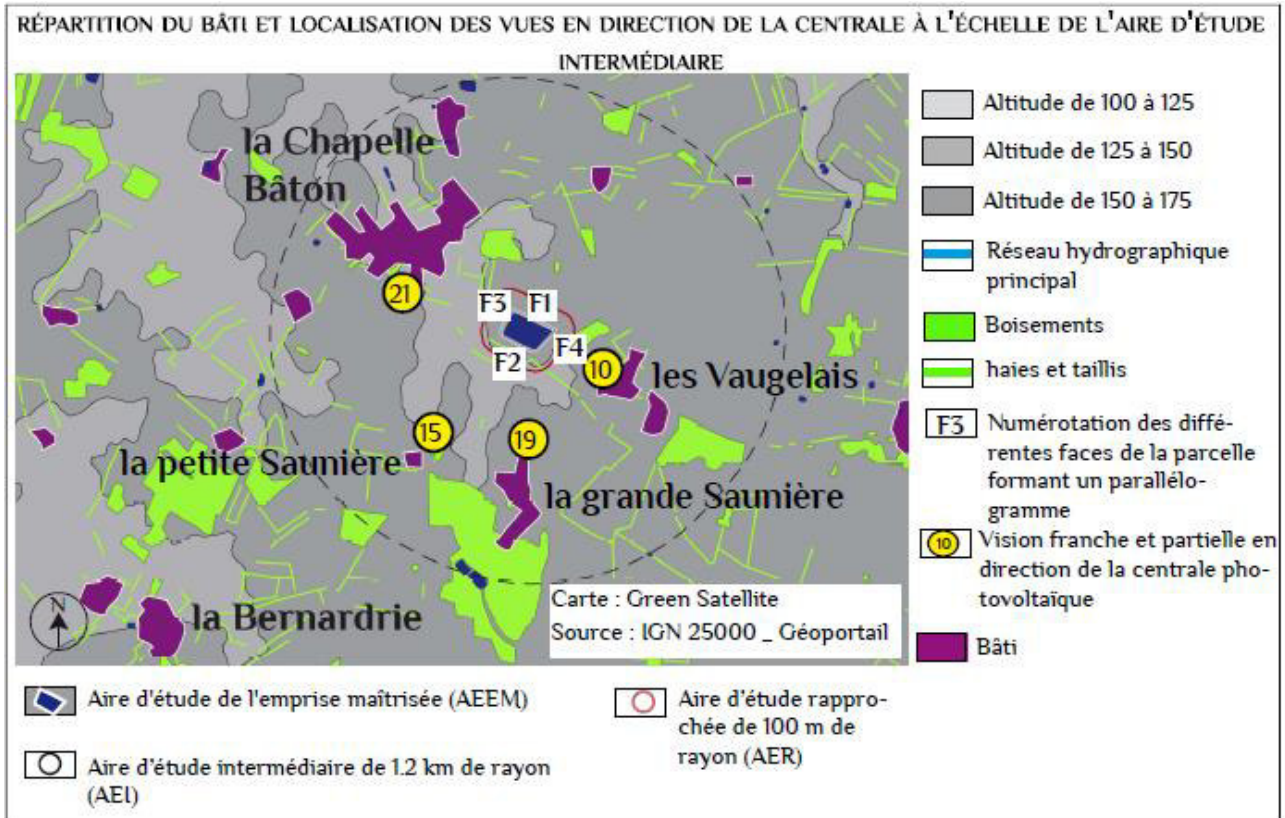 RÉPARTITION DU BÂTI ET LOCALISATION DES VUES EN DIRECTION DE LA CENTRALE À L'ÉCHELLE DE L'AIRE D'ÉTUDE
INTERMÉDIAIRE
la Chapelle
Bâton
21
F3
F1
F2
F4
10
les Vaugelais
15
19
la petite Saunière
la grande Saunière
la Bernardrie
N
Carte : Green Satellite
Source : IGN 25000 _ Géoportail
Altitude de 100 à 125
Altitude de 125 à 150
Altitude de 150 à 175
Réseau hydrographique
principal
Boisements
haies et taillis
F3 Numérotation des diffé-
rentes faces de la parcelle
formant un parallélo-
gramme
10 Vision franche et partielle en
direction de la centrale pho-
tovoltaïque
Bâti
Aire d'étude de l'emprise maîtrisée (AEEM)
Aire d'étude intermédiaire de 1.2 km de rayon
(AEI)
Aire d'étude rappro-
chée de 100 m de
rayon (AER)